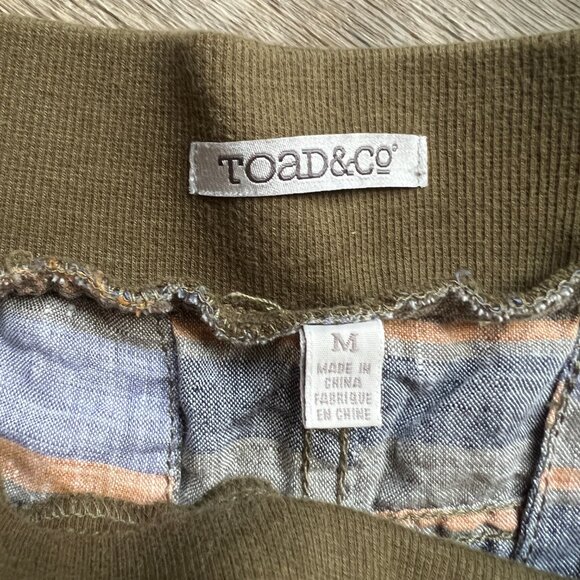 TOAD&Co®
M
MADE IN
CHINA
FABRIQUE
EN CHINE